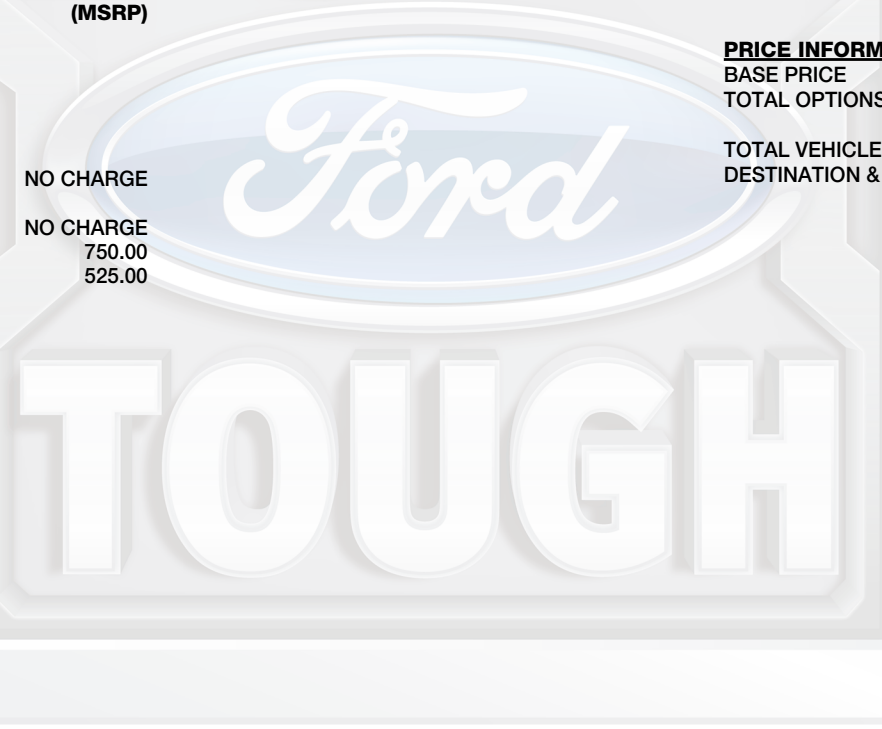 (MSRP)
NO CHARGE
NO CHARGE
750.00
525.00
PRICE INFORM
BASE PRICE
TOTAL OPTIONS
TOTAL VEHICLE
DESTINATION &
Ford
TOUGH